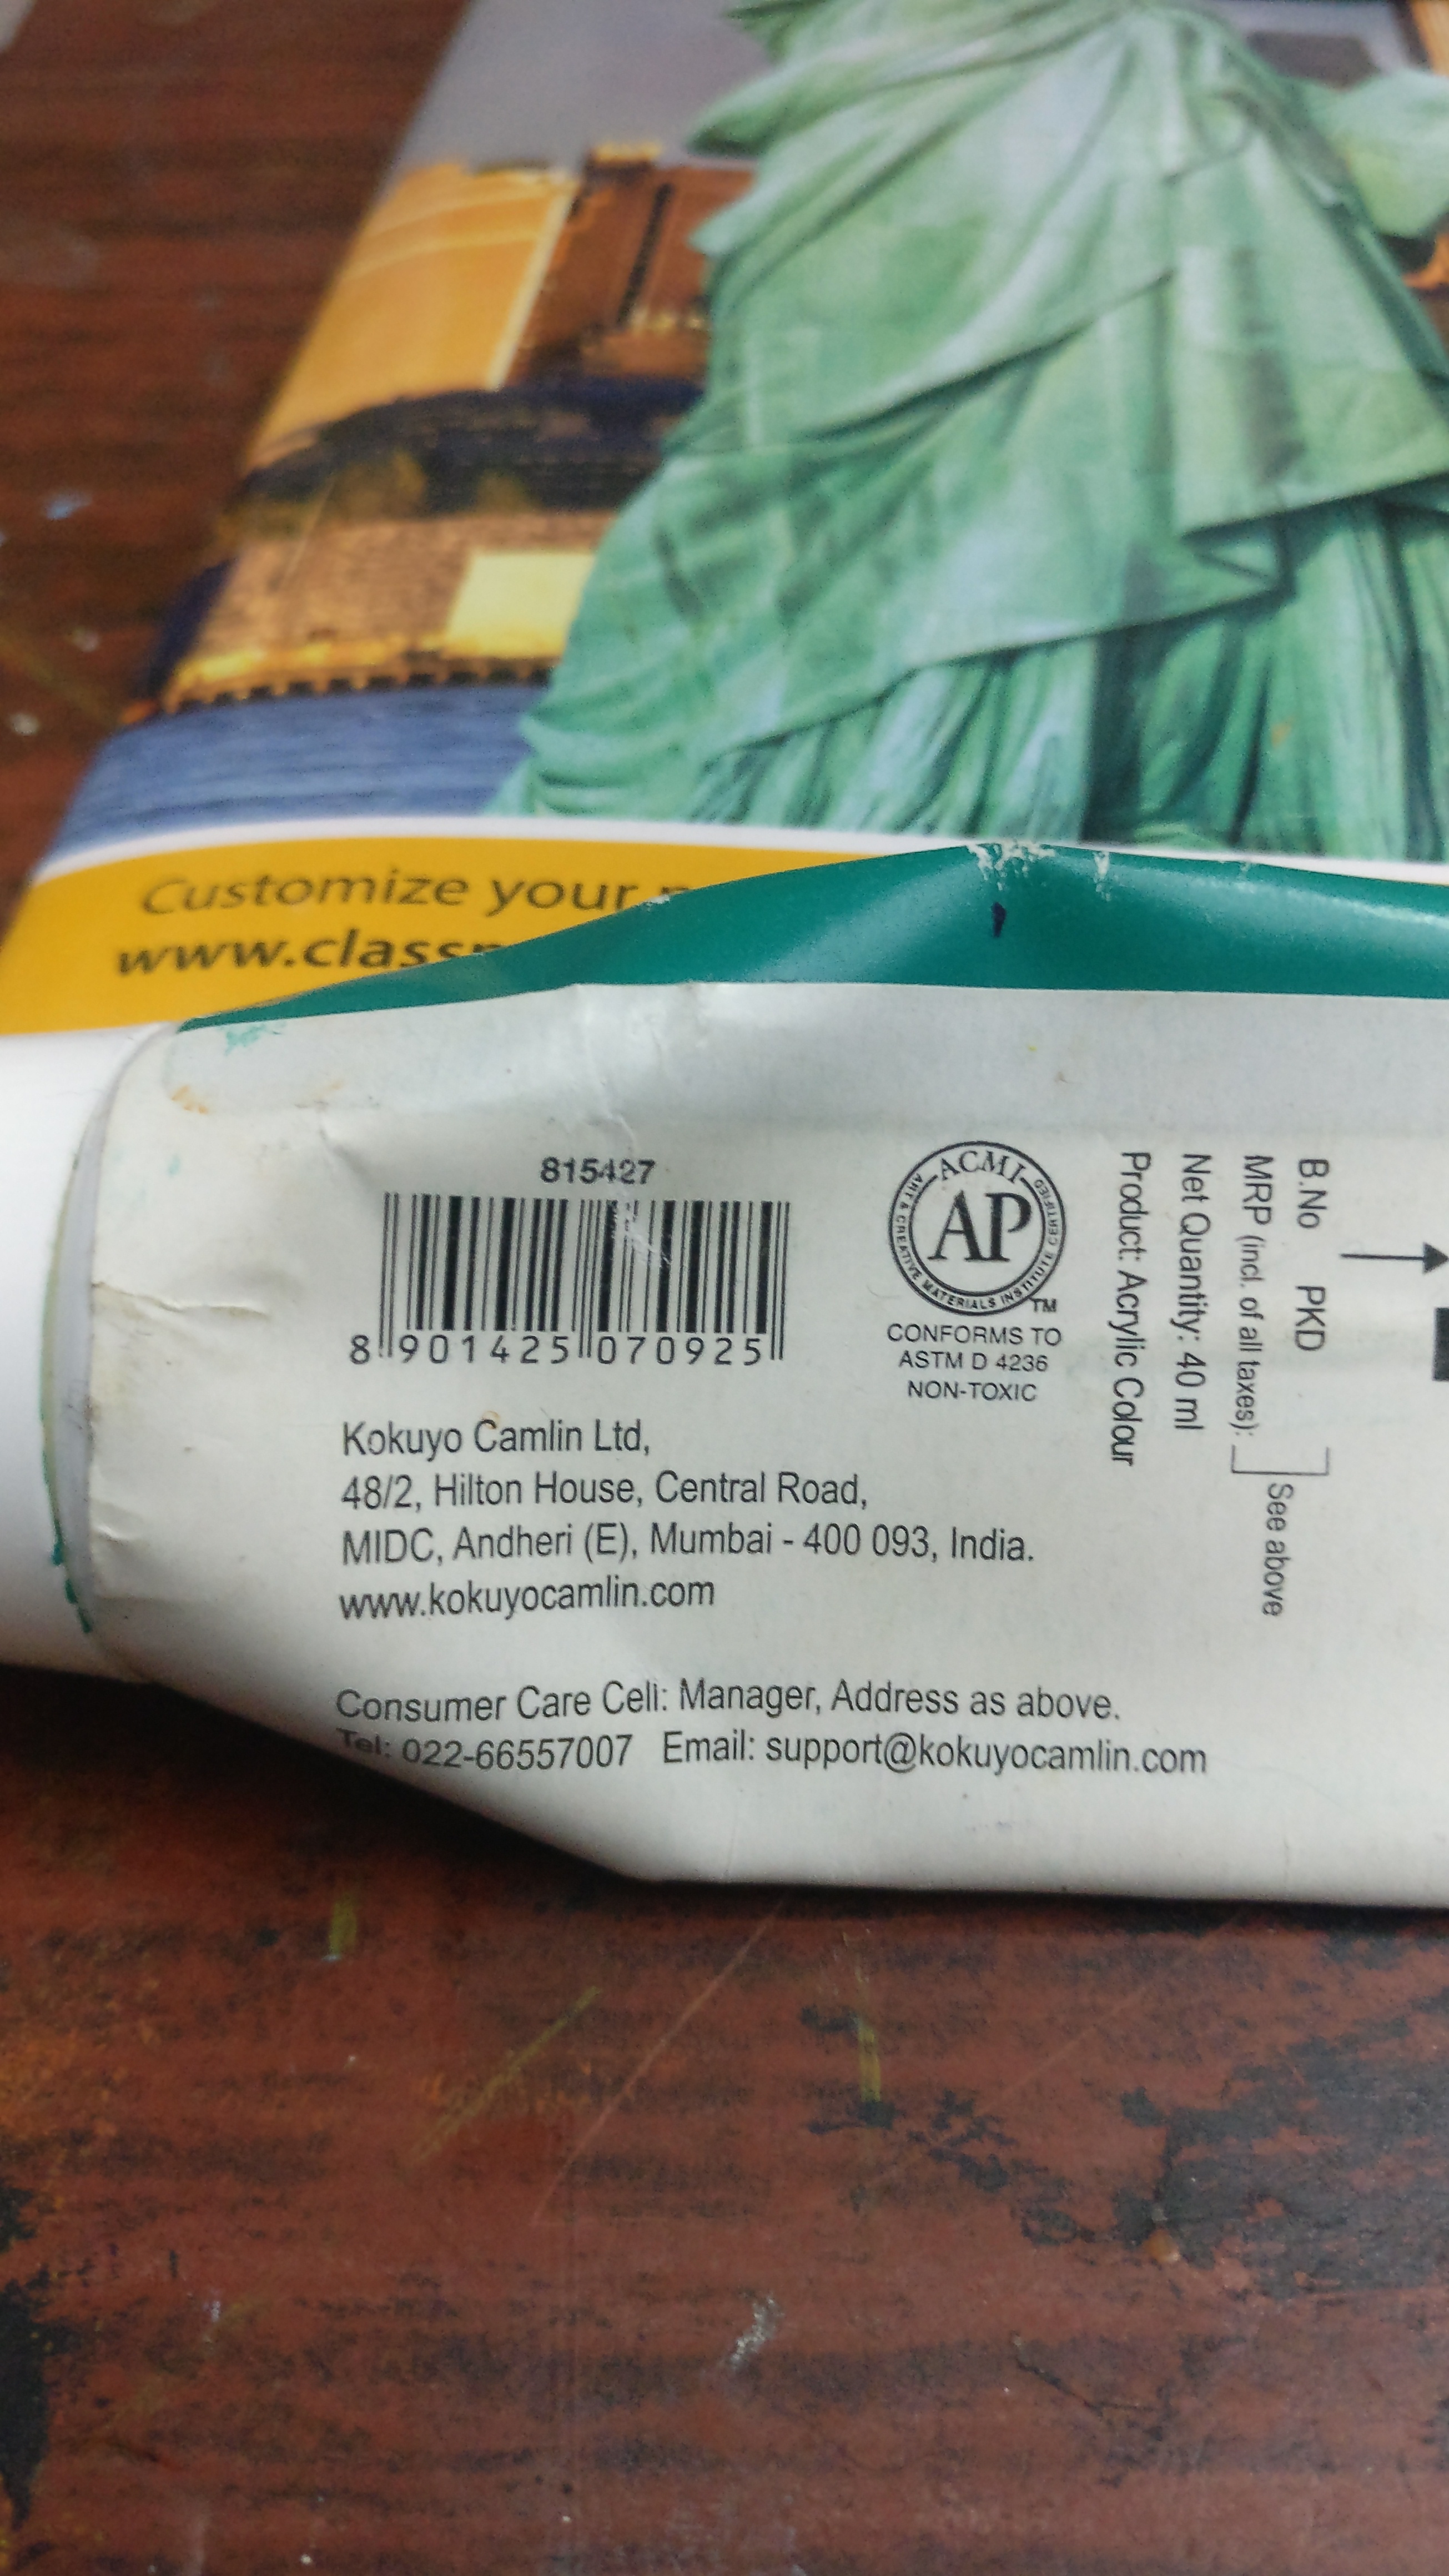 Customize your
www.class
815427
8 901425 070925
ACMI
AP
ART & CREATIVE MATERIALS INSTITUTE CERTIFIED
TM
CONFORMS TO
ASTM D 4236
NON-TOXIC
Kokuyo Camlin Ltd,
48/2, Hilton House, Central Road,
MIDC, Andheri (E), Mumbai - 400 093, India.
www.kokuyocamlin.com
Consumer Care Cell: Manager, Address as above.
Tel: 022-66557007 Email: support@kokuyocamlin.com
B.No PKD
MRP (incl. of all taxes):
See above
Net Quantity: 40 ml
Product: Acrylic Colour